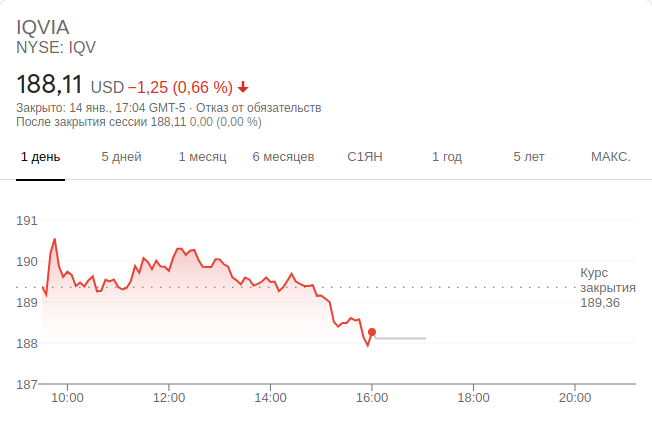 IQVIA
NYSE: IQV
188,11 USD −1,25 (0,66 %)
Закрыто: 14 янв., 17:04 GMT-5 · Отказ от обязательств
После закрытия сессии 188,11 0,00 (0,00 %)
1 день 5 дней 1 месяц 6 месяцев С1ЯН 1 год 5 лет МАКС.
191
190
Курс
закрытия
189,36
189
188
187
10:00 12:00 14:00 16:00 18:00 20:00